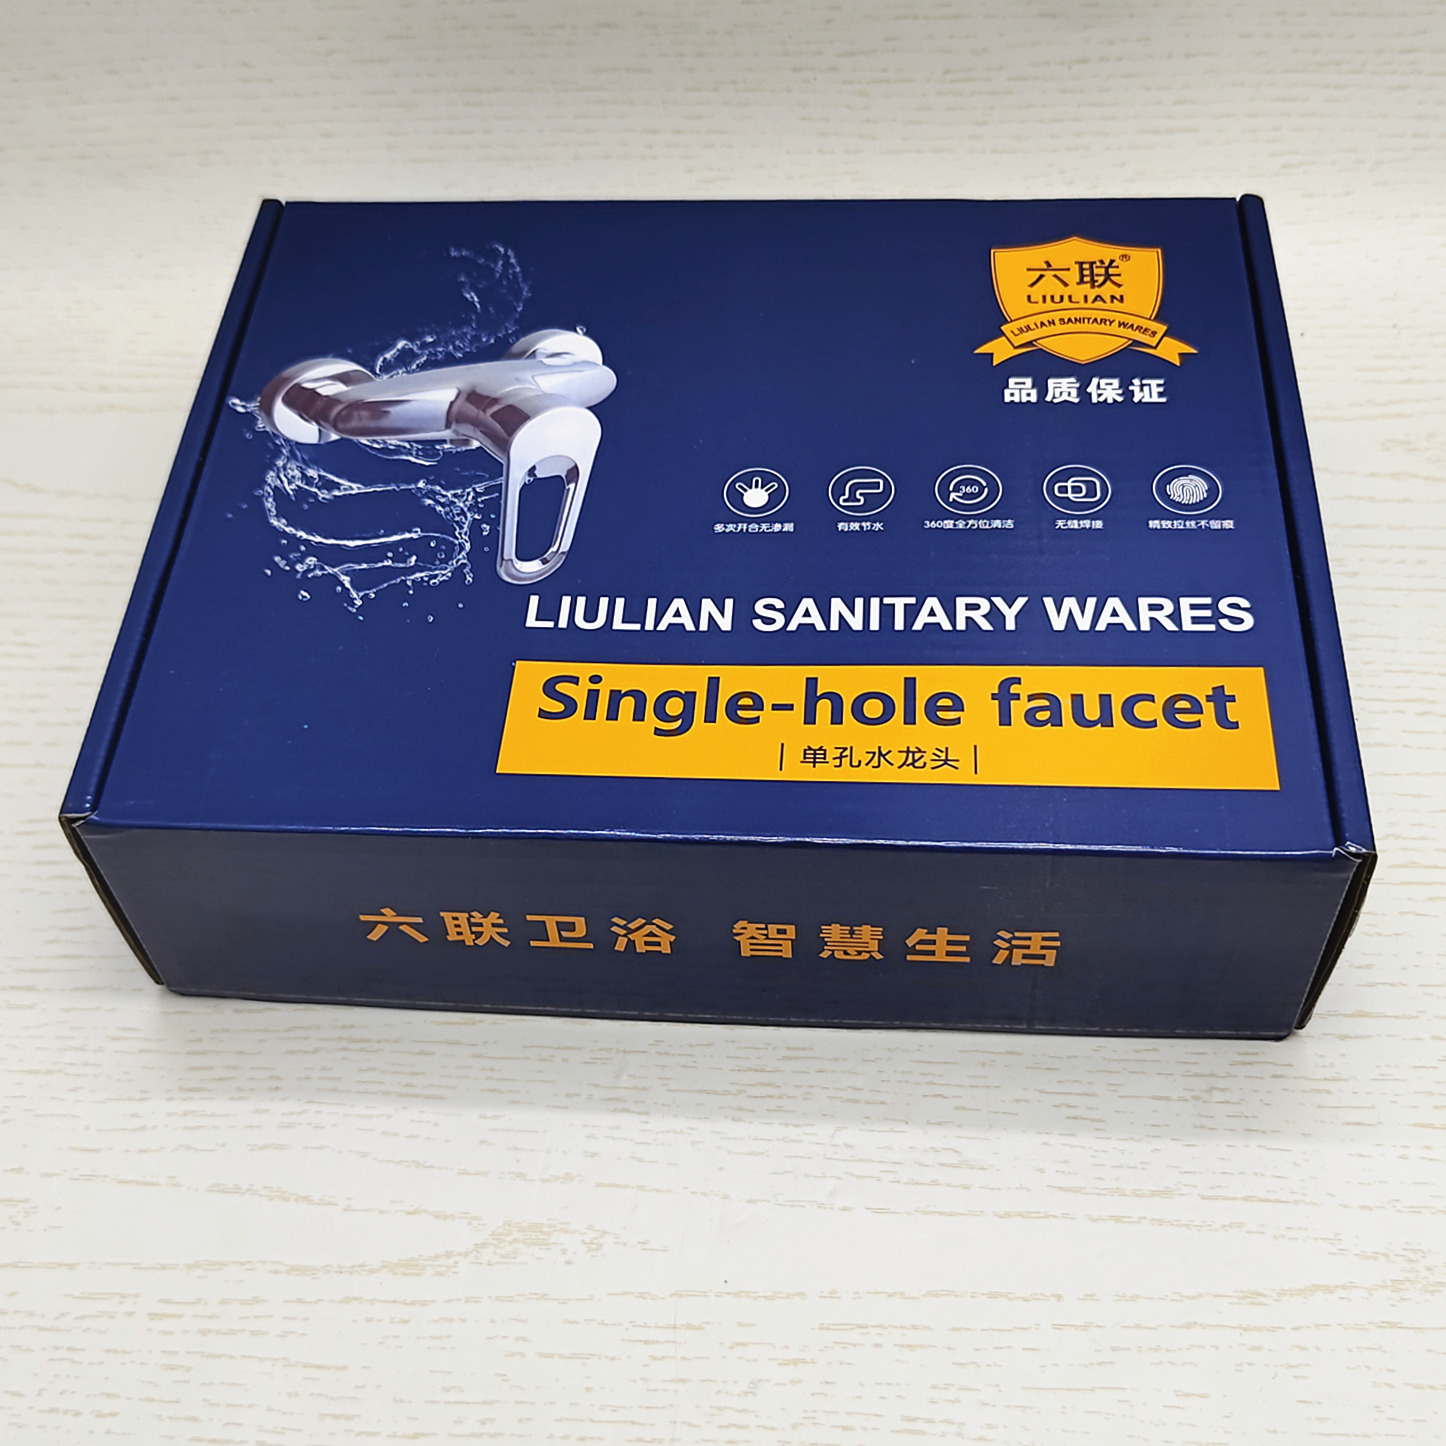 六联®
LIULIAN
LIULIAN SANITARY WARES
品质保证
360
多次开合无渗漏
有效节水
360度全方位清洁
无缝焊接
精致拉丝不留痕
LIULIAN SANITARY WARES
Single-hole faucet
|单孔水龙头|
六联卫浴 智慧生活